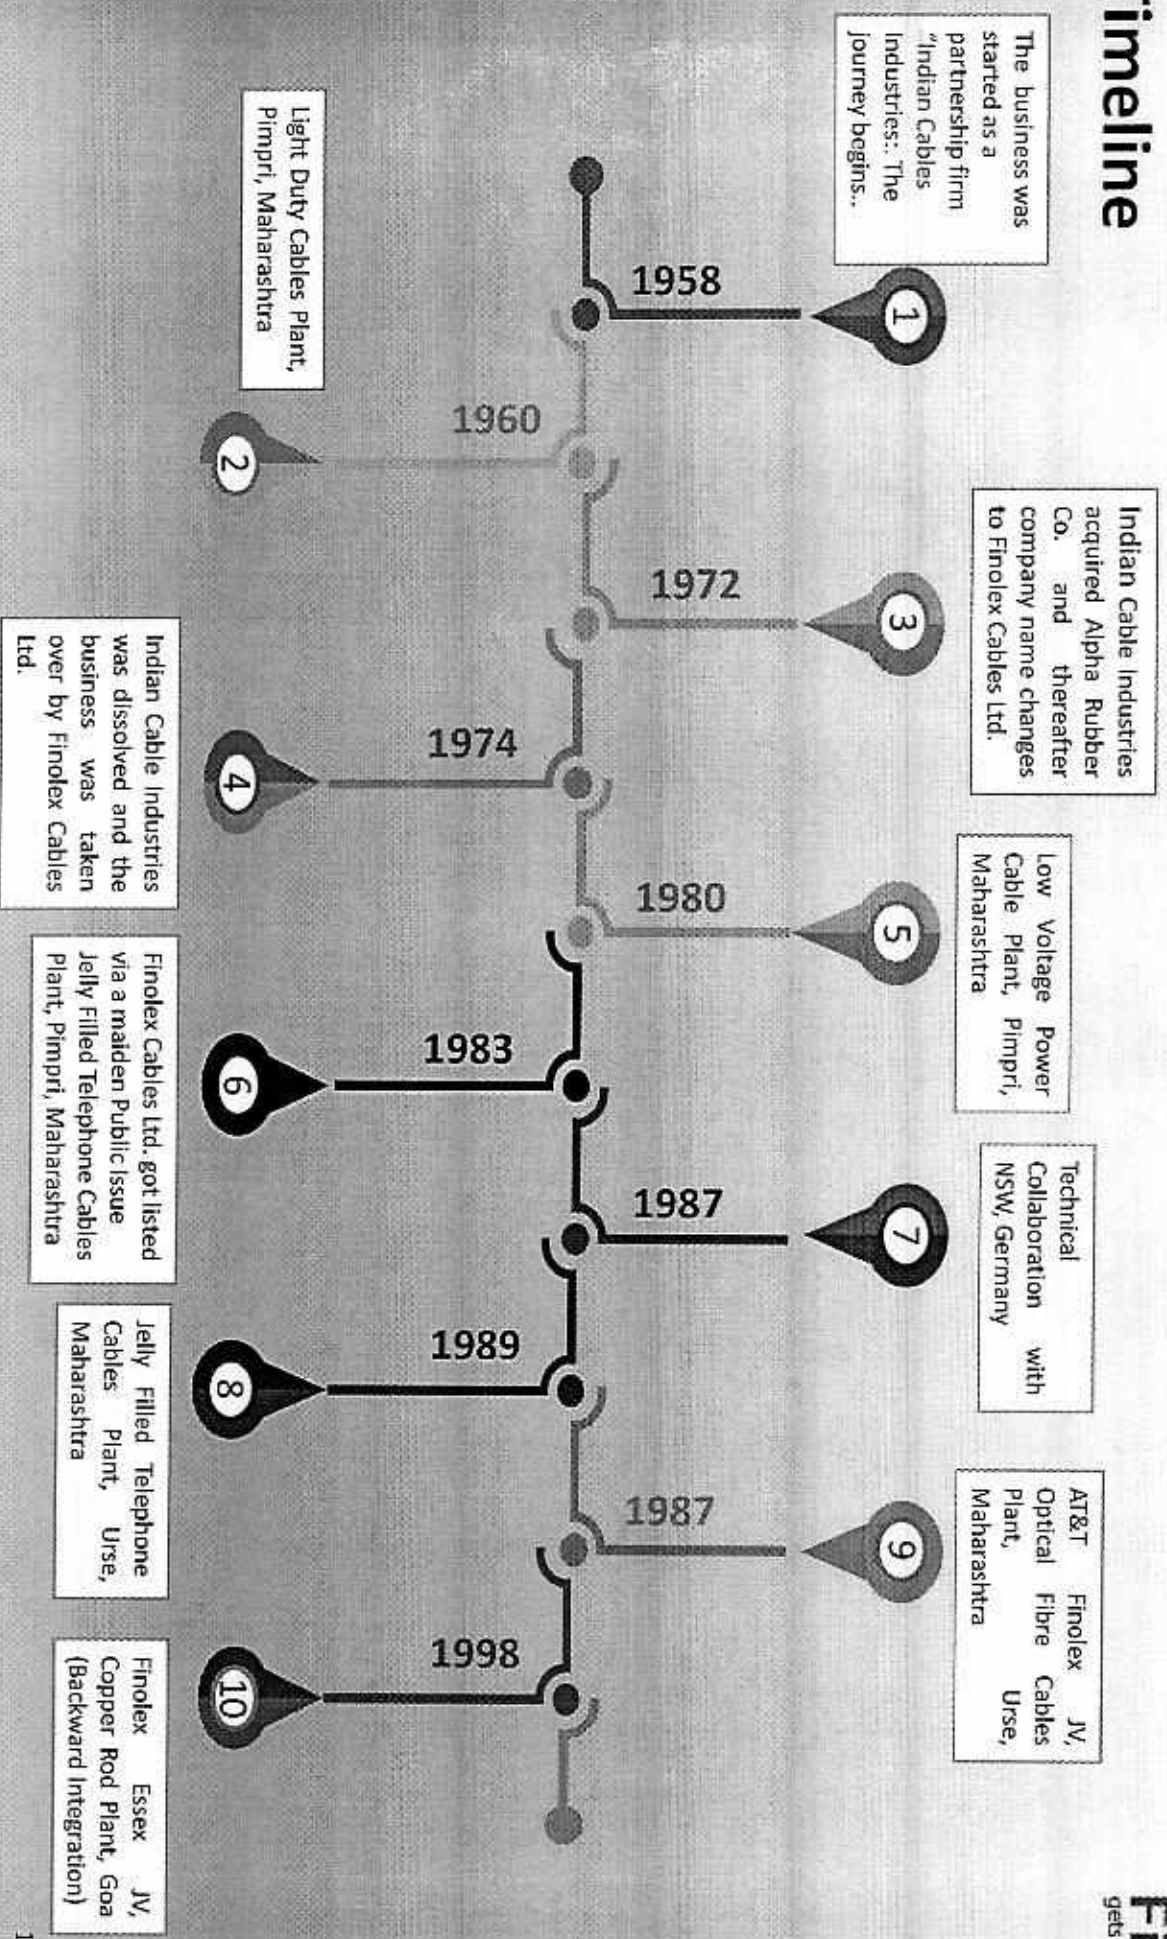 Timeline
The business was
started as a
partnership firm
"Indian Cables
Industries:. The
journey begins..
1
1958
Light Duty Cables Plant,
Pimpri, Maharashtra
1960
2
Indian Cable Industries
acquired Alpha Rubber
Co. and thereafter
company name changes
to Finolex Cables Ltd.
3
1972
1974
4
Indian Cable Industries
was dissolved and the
business was taken
over by Finolex Cables
Ltd.
Low Voltage Power
Cable Plant, Pimpri,
Maharashtra
5
1980
1983
6
Finolex Cables Ltd. got listed
via a maiden Public Issue
Jelly Filled Telephone Cables
Plant, Pimpri, Maharashtra
Technical
Collaboration with
NSW, Germany
7
1987
1989
8
Jelly Filled Telephone
Cables Plant, Urse,
Maharashtra
AT&T Finolex JV,
Optical Fibre Cables
Plant, Urse,
Maharashtra
9
1987
1998
10
Finolex Essex JV,
Copper Rod Plant, Goa
(Backward Integration)
gets
1